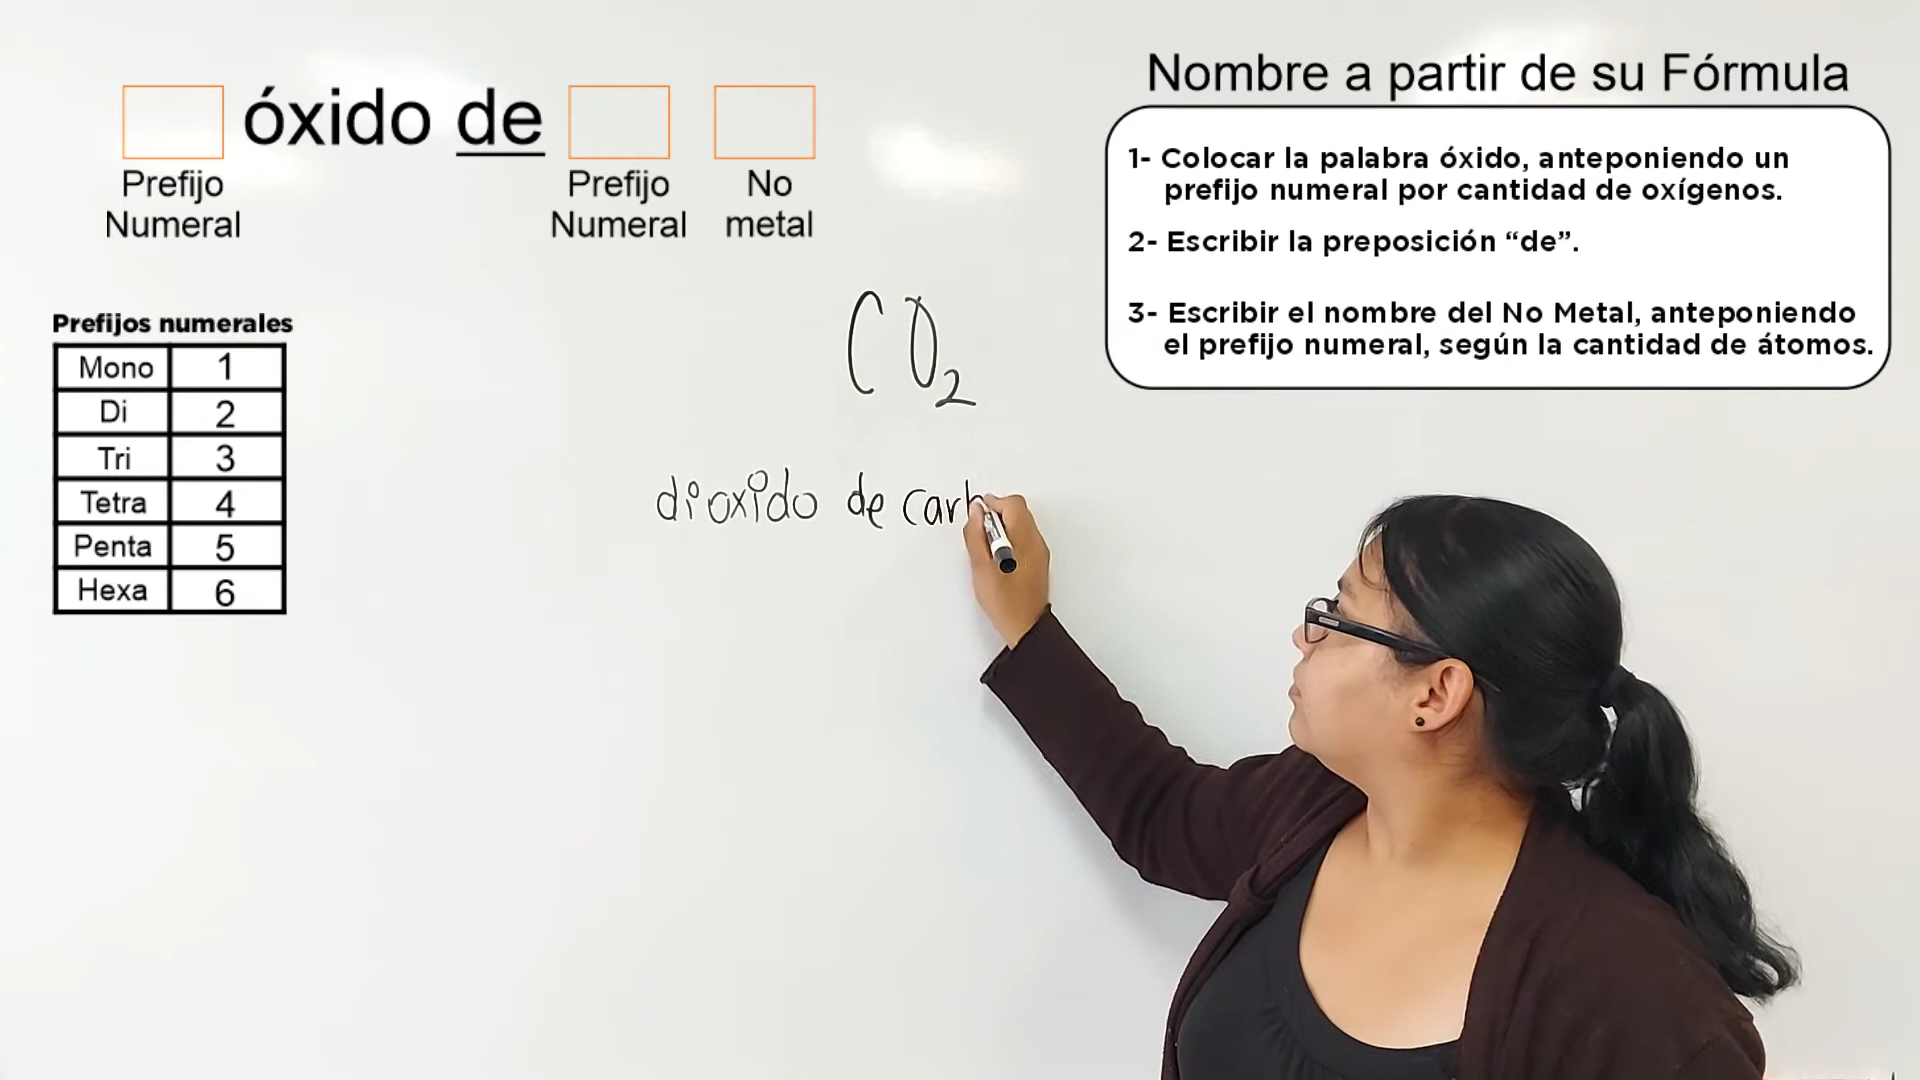 óxido de
Prefijo
Numeral
Prefijo
Numeral
No
metal
Nombre a partir de su Fórmula
1- Colocar la palabra óxido, anteponiendo un
prefijo numeral por cantidad de oxígenos.
2- Escribir la preposición “de”.
3- Escribir el nombre del No Metal, anteponiendo
el prefijo numeral, según la cantidad de átomos.
Prefijos numerales
Mono 1
Di 2
Tri 3
Tetra 4
Penta 5
Hexa 6
CO2
dioxido de carb